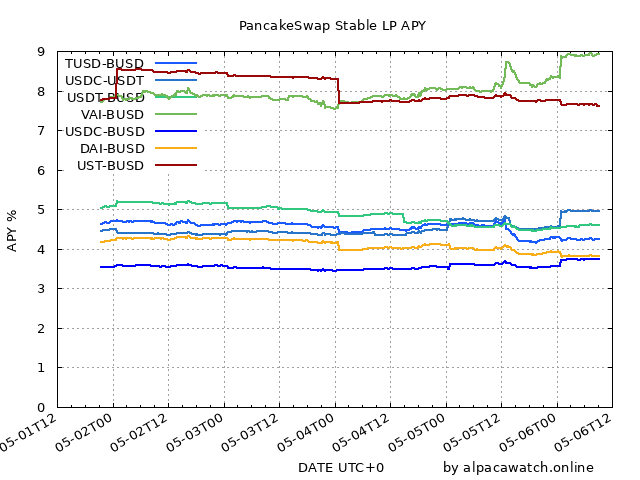 PancakeSwap Stable LP APY
9
8
7
6
5
4
3
2
1
0
APY %
TUSD-BUSD
USDC-USDT
USDT-BUSD
VAI-BUSD
USDC-BUSD
DAI-BUSD
UST-BUSD
05-01T12
05-02T00
05-02T12
05-03T00
05-03T12
05-04T00
05-04T12
05-05T00
05-05T12
05-06T00
05-06T12
DATE UTC+0
by alpacawatch.online